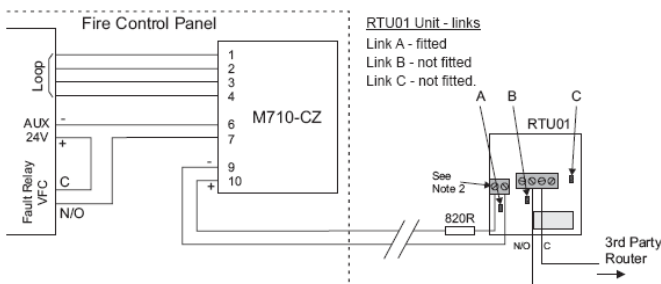 Fire Control Panel
RTU01 Unit - links
Link A - fitted
Link B - not fitted
Link C - not fitted.
Loop
1
2
3
4
M710-CZ
A B C
RTU01
AUX - 6
24V + 7
Fault Relay
VFC
C
N/O
- 9
+ 10
See
Note 2
820R
N/O C
3rd Party
Router